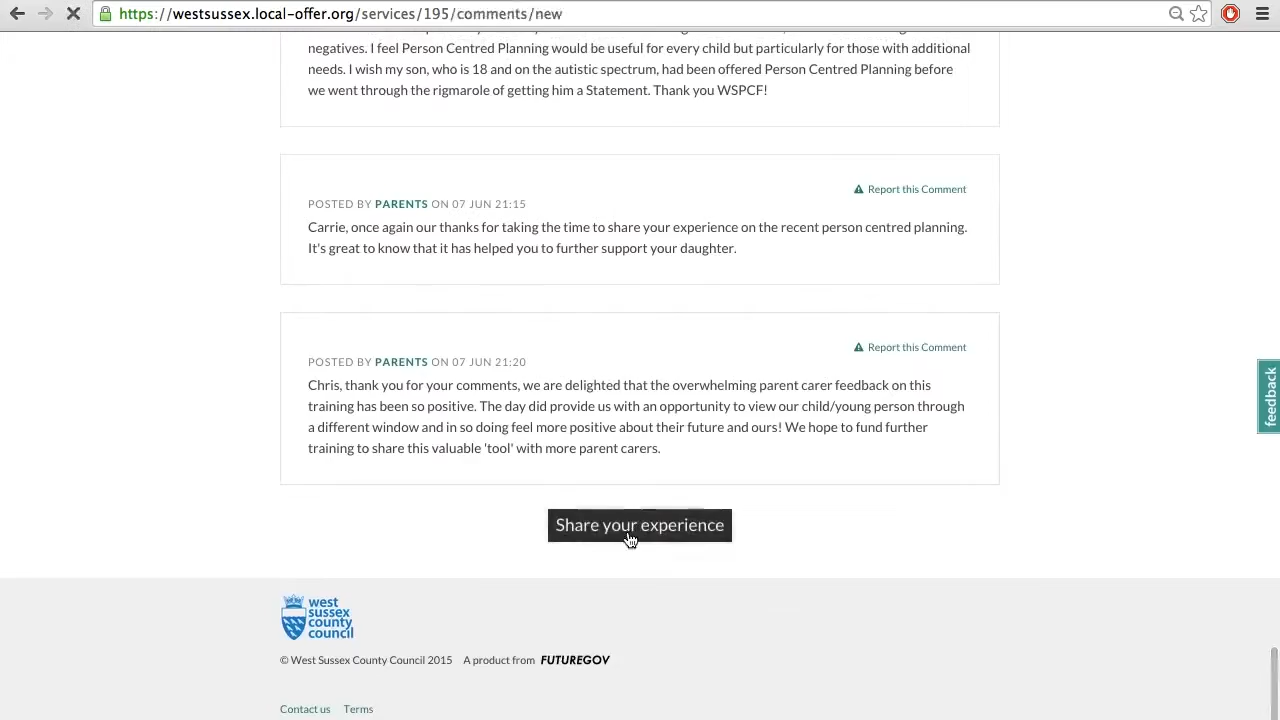 https://westsussex.local-offer.org/services/195/comments/new
negatives. I feel Person Centred Planning would be useful for every child but particularly for those with additional
needs. I wish my son, who is 18 and on the autistic spectrum, had been offered Person Centred Planning before
we went through the rigmarole of getting him a Statement. Thank you WSPCF!
Report this Comment
POSTED BY PARENTS ON 07 JUN 21:15
Carrie, once again our thanks for taking the time to share your experience on the recent person centred planning.
It's great to know that it has helped you to further support your daughter.
Report this Comment
POSTED BY PARENTS ON 07 JUN 21:20
Chris, thank you for your comments, we are delighted that the overwhelming parent carer feedback on this
training has been so positive. The day did provide us with an opportunity to view our child/young person through
a different window and in so doing feel more positive about their future and ours! We hope to fund further
training to share this valuable 'tool' with more parent carers.
feedback
Share your experience
west
sussex
county
council
© West Sussex County Council 2015 A product from FUTUREGOV
Contact us Terms